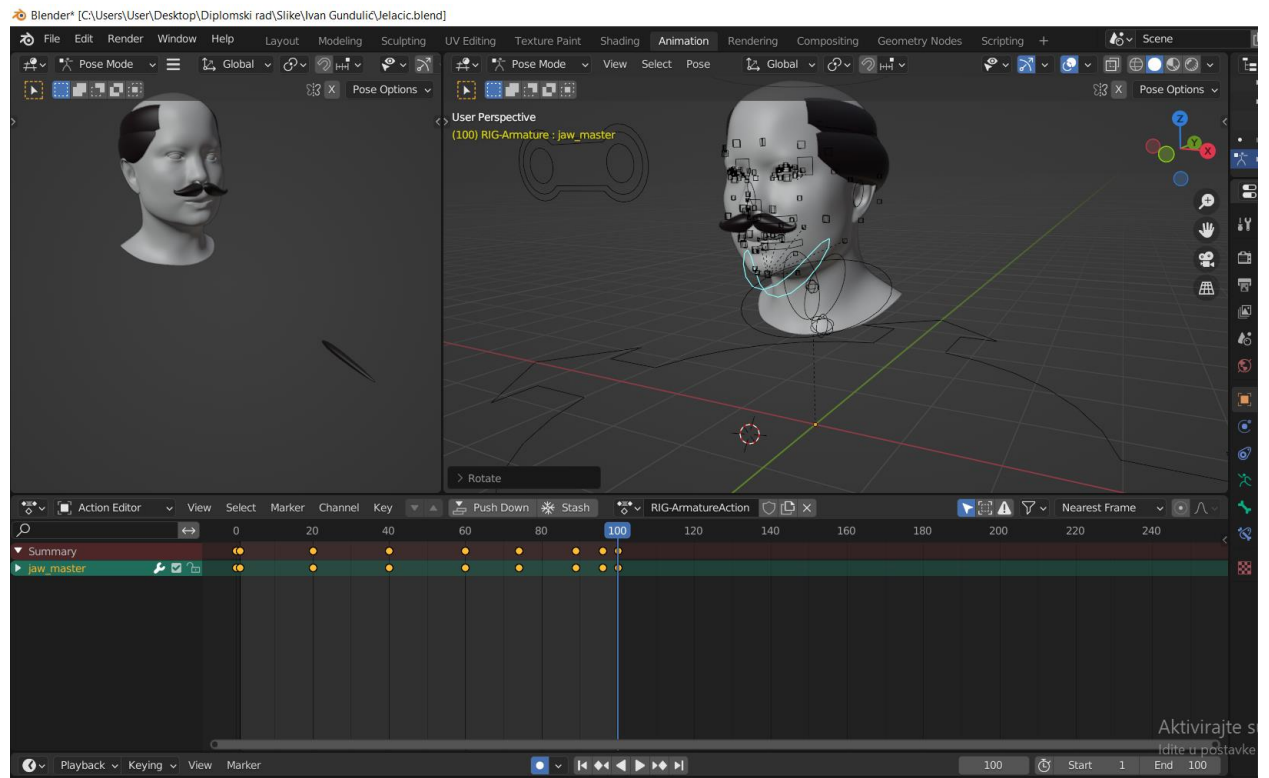 Blender* [C:\Users\User\Desktop\Diplomski rad\Slike\Ivan Gundulić\Jelacic.blend]
File Edit Render Window Help Layout Modeling Sculpting UV Editing Texture Paint Shading Animation Rendering Compositing Geometry Nodes Scripting + Scene
Pose Mode Global Pose Mode View Select Pose Global
X Pose Options X Pose Options
User Perspective
(100) RIG-Armature : jaw_master
Z
Y
X
> Rotate
Action Editor View Select Marker Channel Key Push Down Stash RIG-ArmatureAction Nearest Frame
0 20 40 60 80 100 120 140 160 180 200 220 240
Summary
jaw_master
Aktivirajte
Idite u postavke
Playback Keying View Marker 100 Start 1 End 100